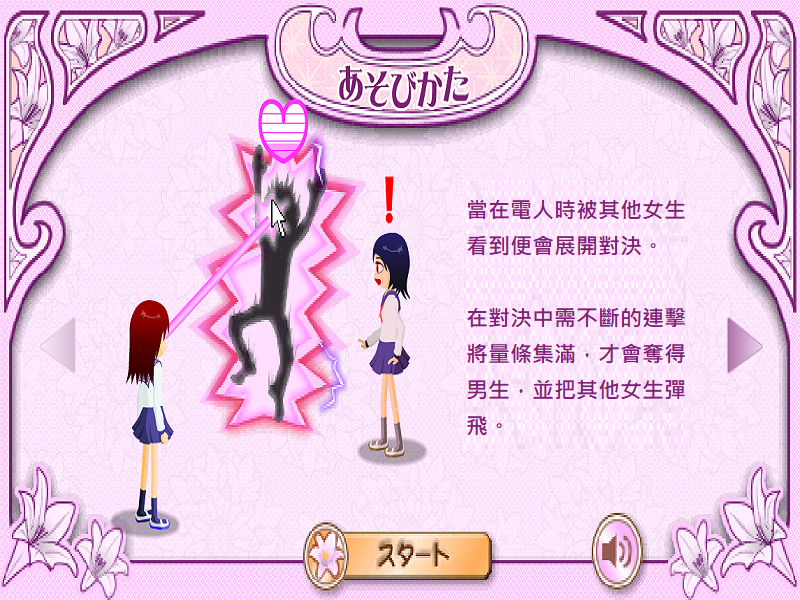 あそびかた
!
當在電人時被其他女生
看到便會展開對決。
在對決中需不斷的連擊
將量條集滿，才會奪得
男生，並把其他女生彈
飛。
スタート